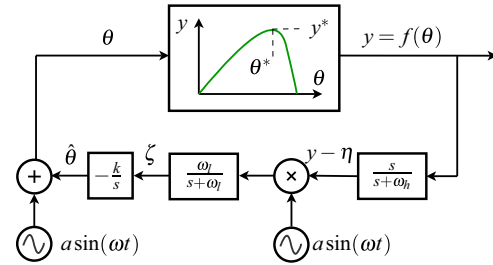 θ
y
y*
θ*
θ
y = f(θ)
θ̂
−k/s
ζ
ω_l/(s+ω_l)
×
y − η
s/(s+ω_h)
+
a sin(ωt)
a sin(ωt)